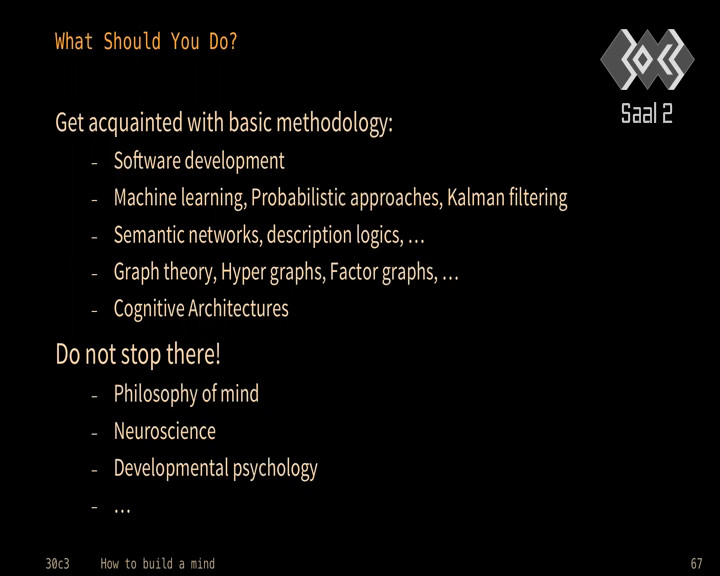 What Should You Do?
Saal 2
Get acquainted with basic methodology:
- Software development
- Machine learning, Probabilistic approaches, Kalman filtering
- Semantic networks, description logics, ...
- Graph theory, Hyper graphs, Factor graphs, ...
- Cognitive Architectures
Do not stop there!
- Philosophy of mind
- Neuroscience
- Developmental psychology
- ...
30c3 How to build a mind 67